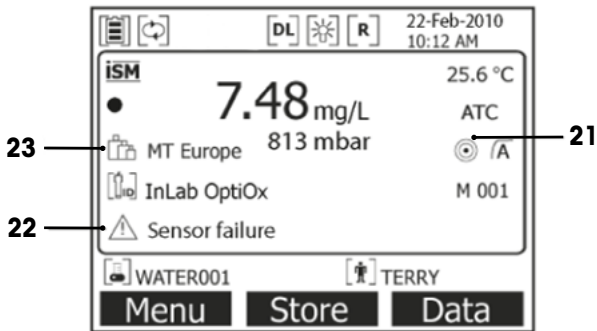 DL R 22-Feb-2010
10:12 AM
iSM 25.6 °C
7.48 mg/L ATC
813 mbar
23 MT Europe A 21
ID InLab OptiOx M 001
22 Sensor failure
WATER001 TERRY
Menu Store Data